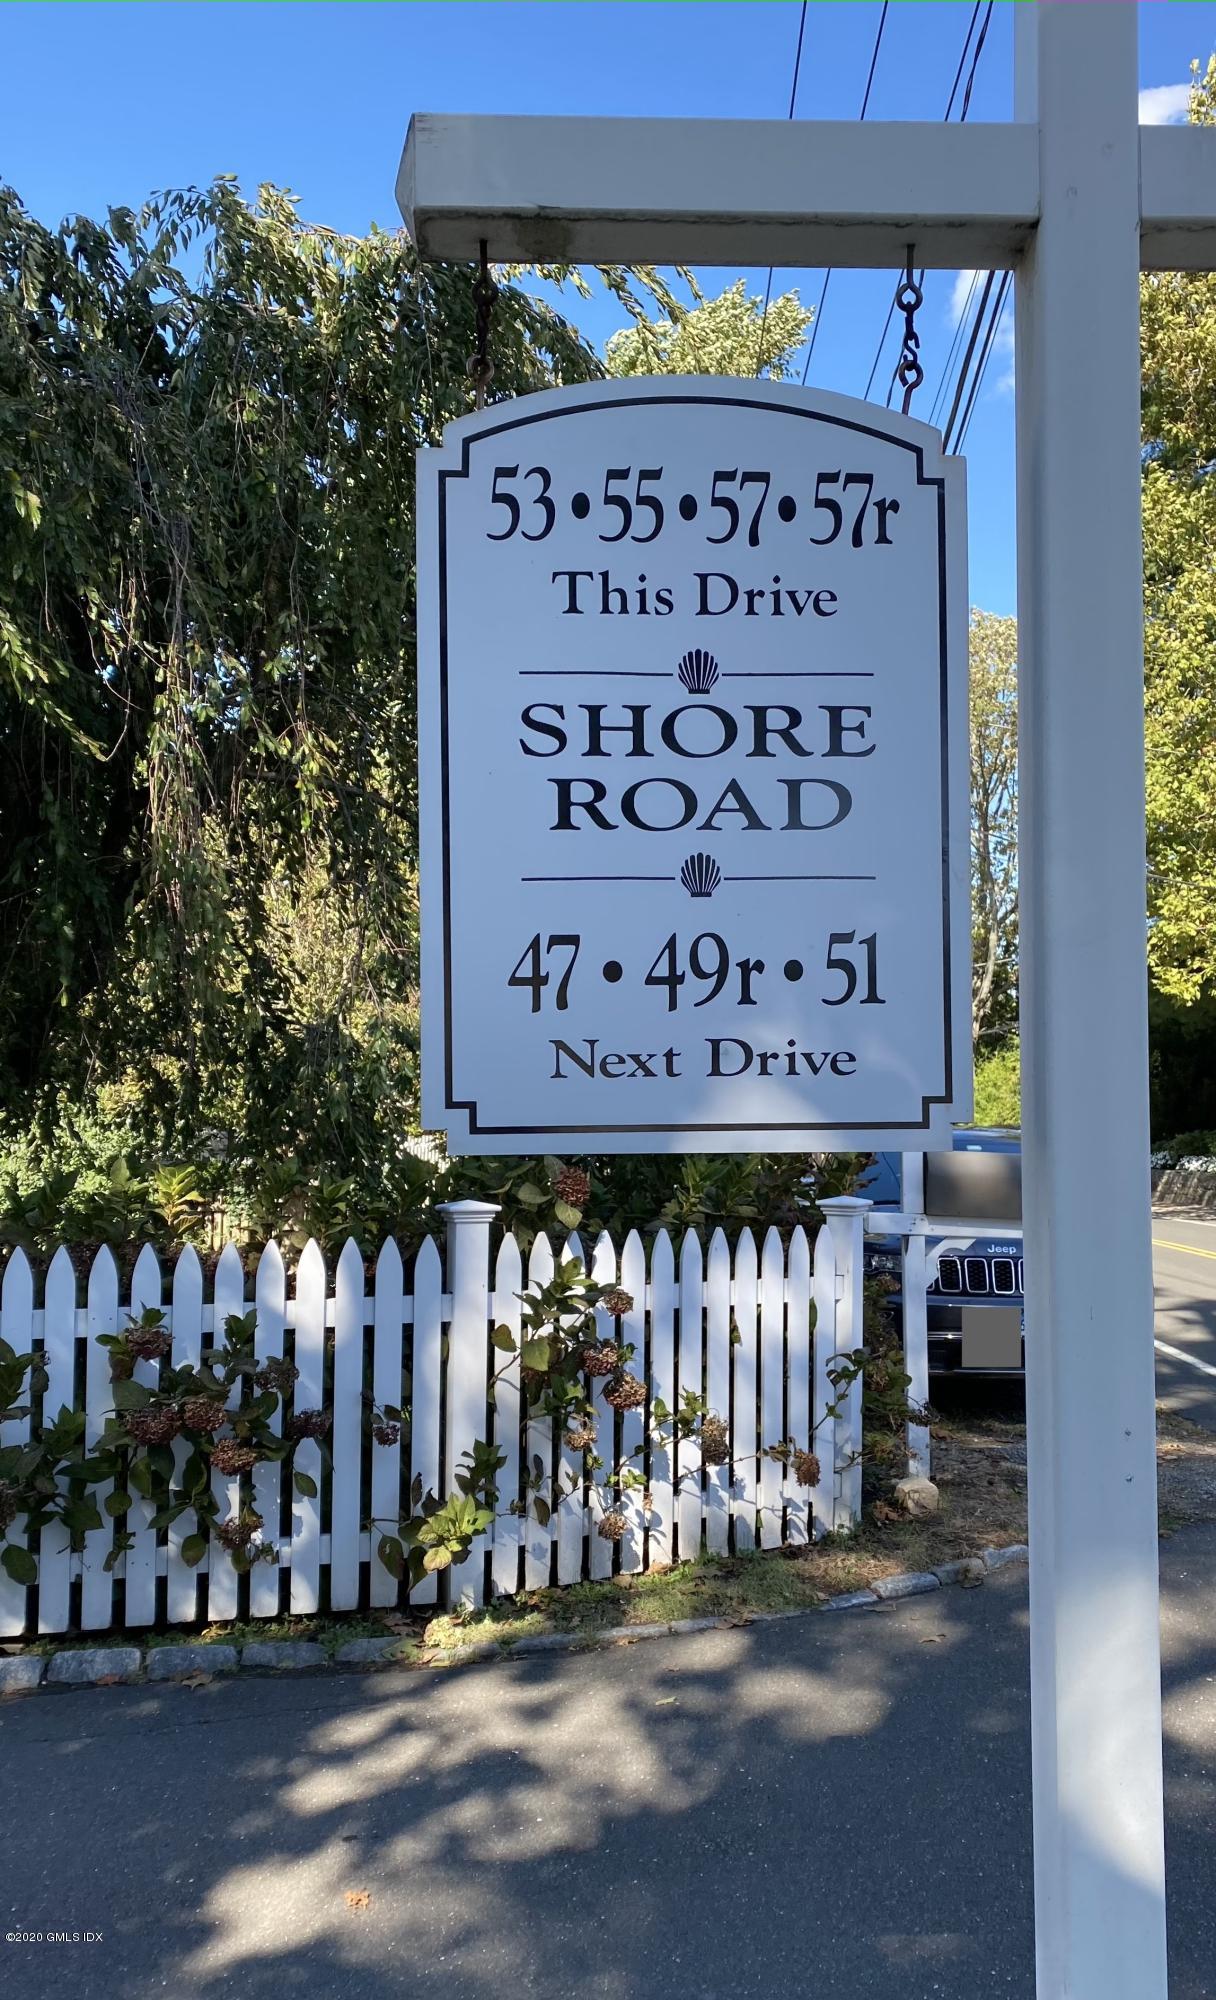 53 • 55 • 57 • 57r
This Drive
SHORE
ROAD
47 • 49r • 51
Next Drive
Jeep
©2020 GMLS IDX